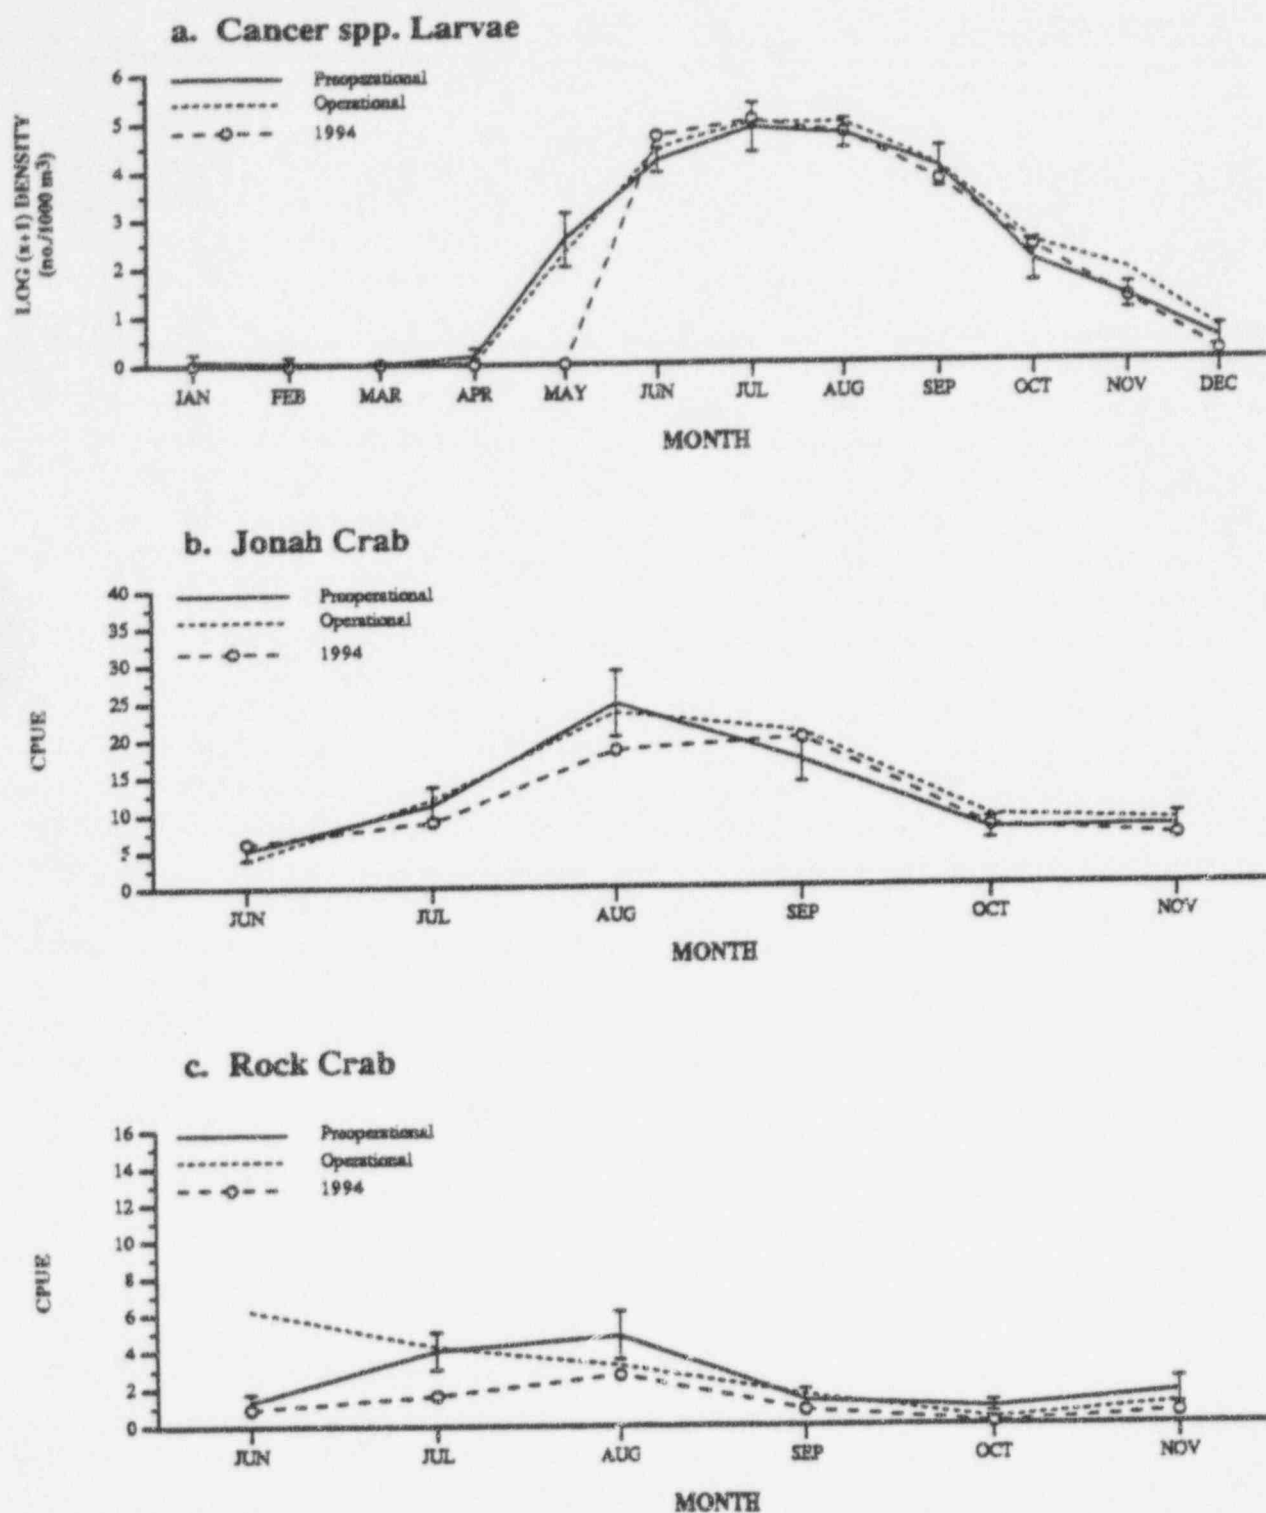 a. Cancer spp. Larvae
Preoperational
Operational
1994
LOG (x+1) DENSITY
(no./1000 m³)
6
5
4
3
2
1
0
JAN FEB MAR APR MAY JUN JUL AUG SEP OCT NOV DEC
MONTH
b. Jonah Crab
Preoperational
Operational
1994
CPUE
40
35
30
25
20
15
10
5
0
JUN JUL AUG SEP OCT NOV
MONTH
c. Rock Crab
Preoperational
Operational
1994
CPUE
16
14
12
10
8
6
4
2
0
JUN JUL AUG SEP OCT NOV
MONTH